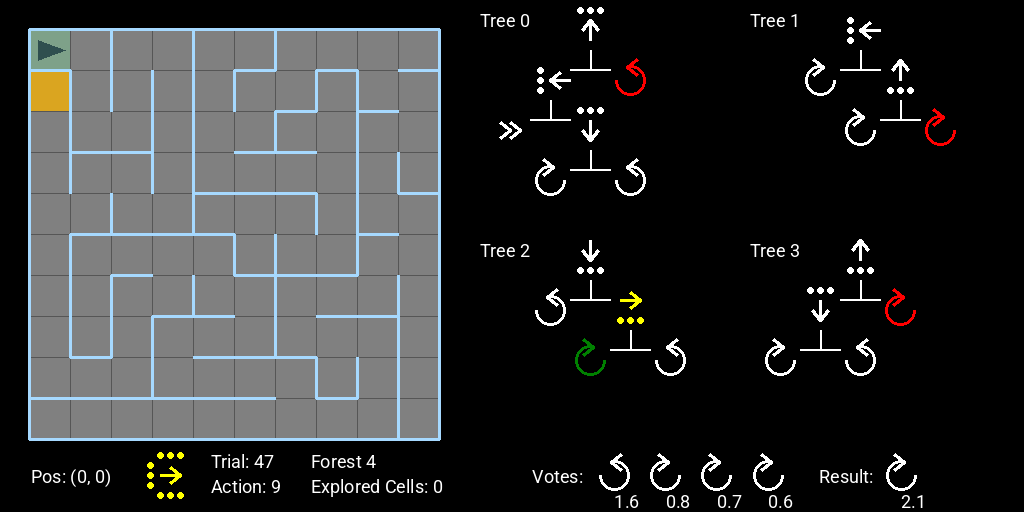 Tree 0
Tree 1
Tree 2
Tree 3
Pos: (0, 0)
Trial: 47
Forest 4
Action: 9
Explored Cells: 0
Votes:
1.6
0.8
0.7
0.6
Result:
2.1